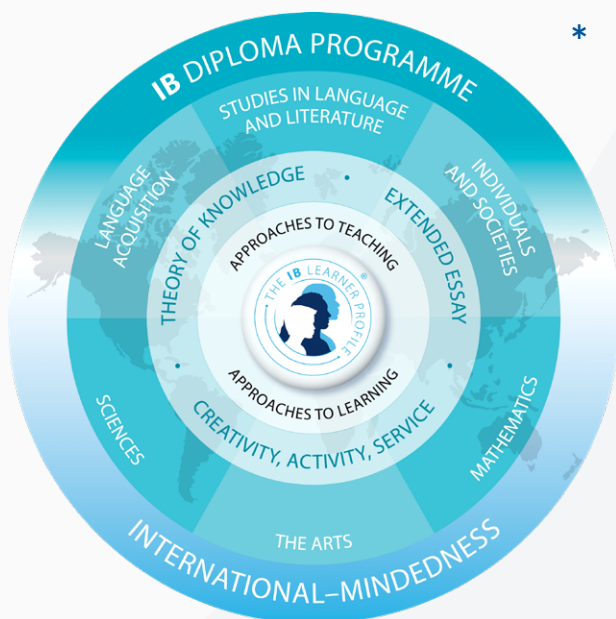 *
IB DIPLOMA PROGRAMME
STUDIES IN LANGUAGE
AND LITERATURE
LANGUAGE
ACQUISITION
INDIVIDUALS
AND SOCIETIES
THEORY OF KNOWLEDGE
•
EXTENDED ESSAY
APPROACHES TO TEACHING
THE IB LEARNER PROFILE
®
APPROACHES TO LEARNING
•
CREATIVITY, ACTIVITY, SERVICE
•
SCIENCES
MATHEMATICS
THE ARTS
INTERNATIONAL–MINDEDNESS